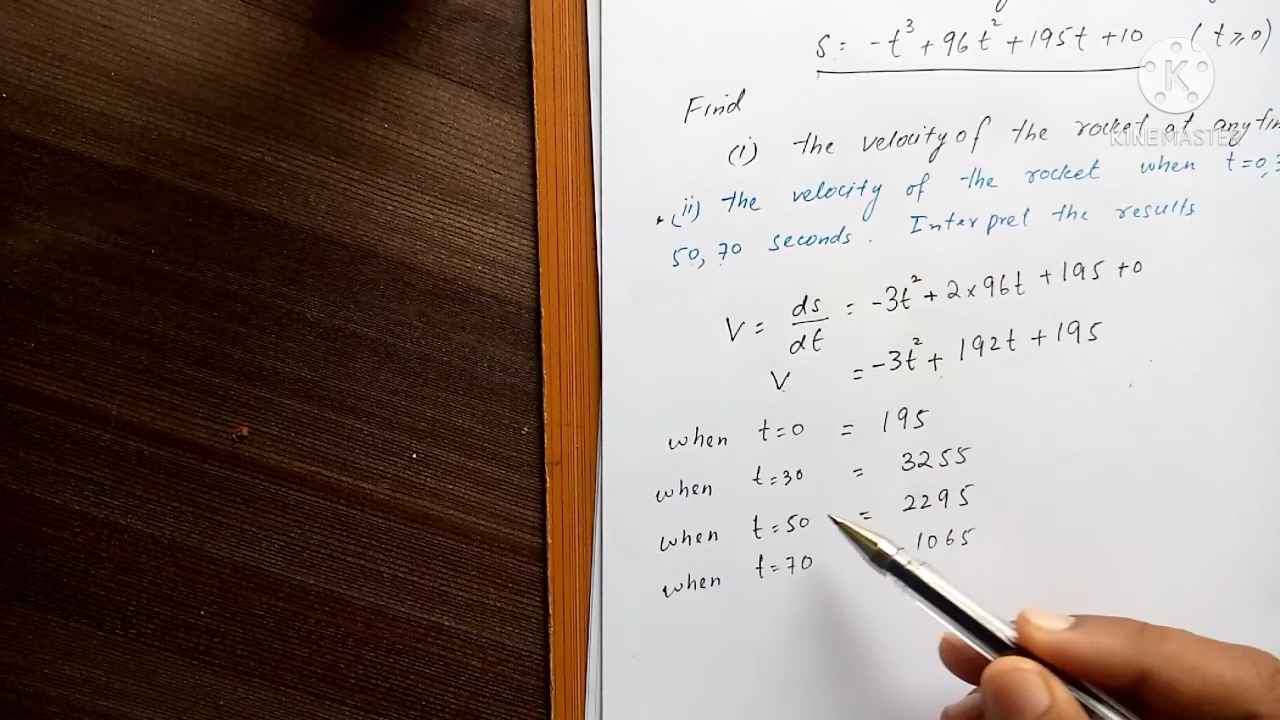 S = -t³ + 96t² + 195t + 10 (t ≥ 0)
K
KINEMASTER
Find
(i) the velocity of the rocket at any
(ii) the velocity of the rocket when t=0,
50, 70 seconds. Interpret the results
V = ds/dt = -3t² + 2×96t + 195 + 0
V = -3t² + 192t + 195
when t=0 = 195
when t=30 = 3255
when t=50 = 2295
when t=70 -1065